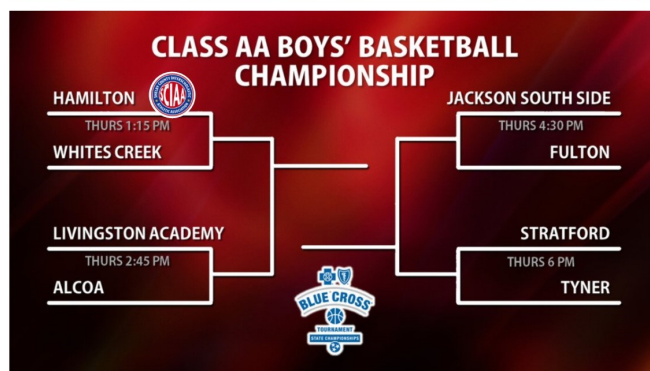 CLASS AA BOYS' BASKETBALL
CHAMPIONSHIP
HAMILTON
SCIAA
THURS 1:15 PM
WHITES CREEK
LIVINGSTON ACADEMY
THURS 2:45 PM
ALCOA
JACKSON SOUTH SIDE
THURS 4:30 PM
FULTON
STRATFORD
THURS 6 PM
TYNER
BLUE CROSS
TOURNAMENT
STATE CHAMPIONSHIPS